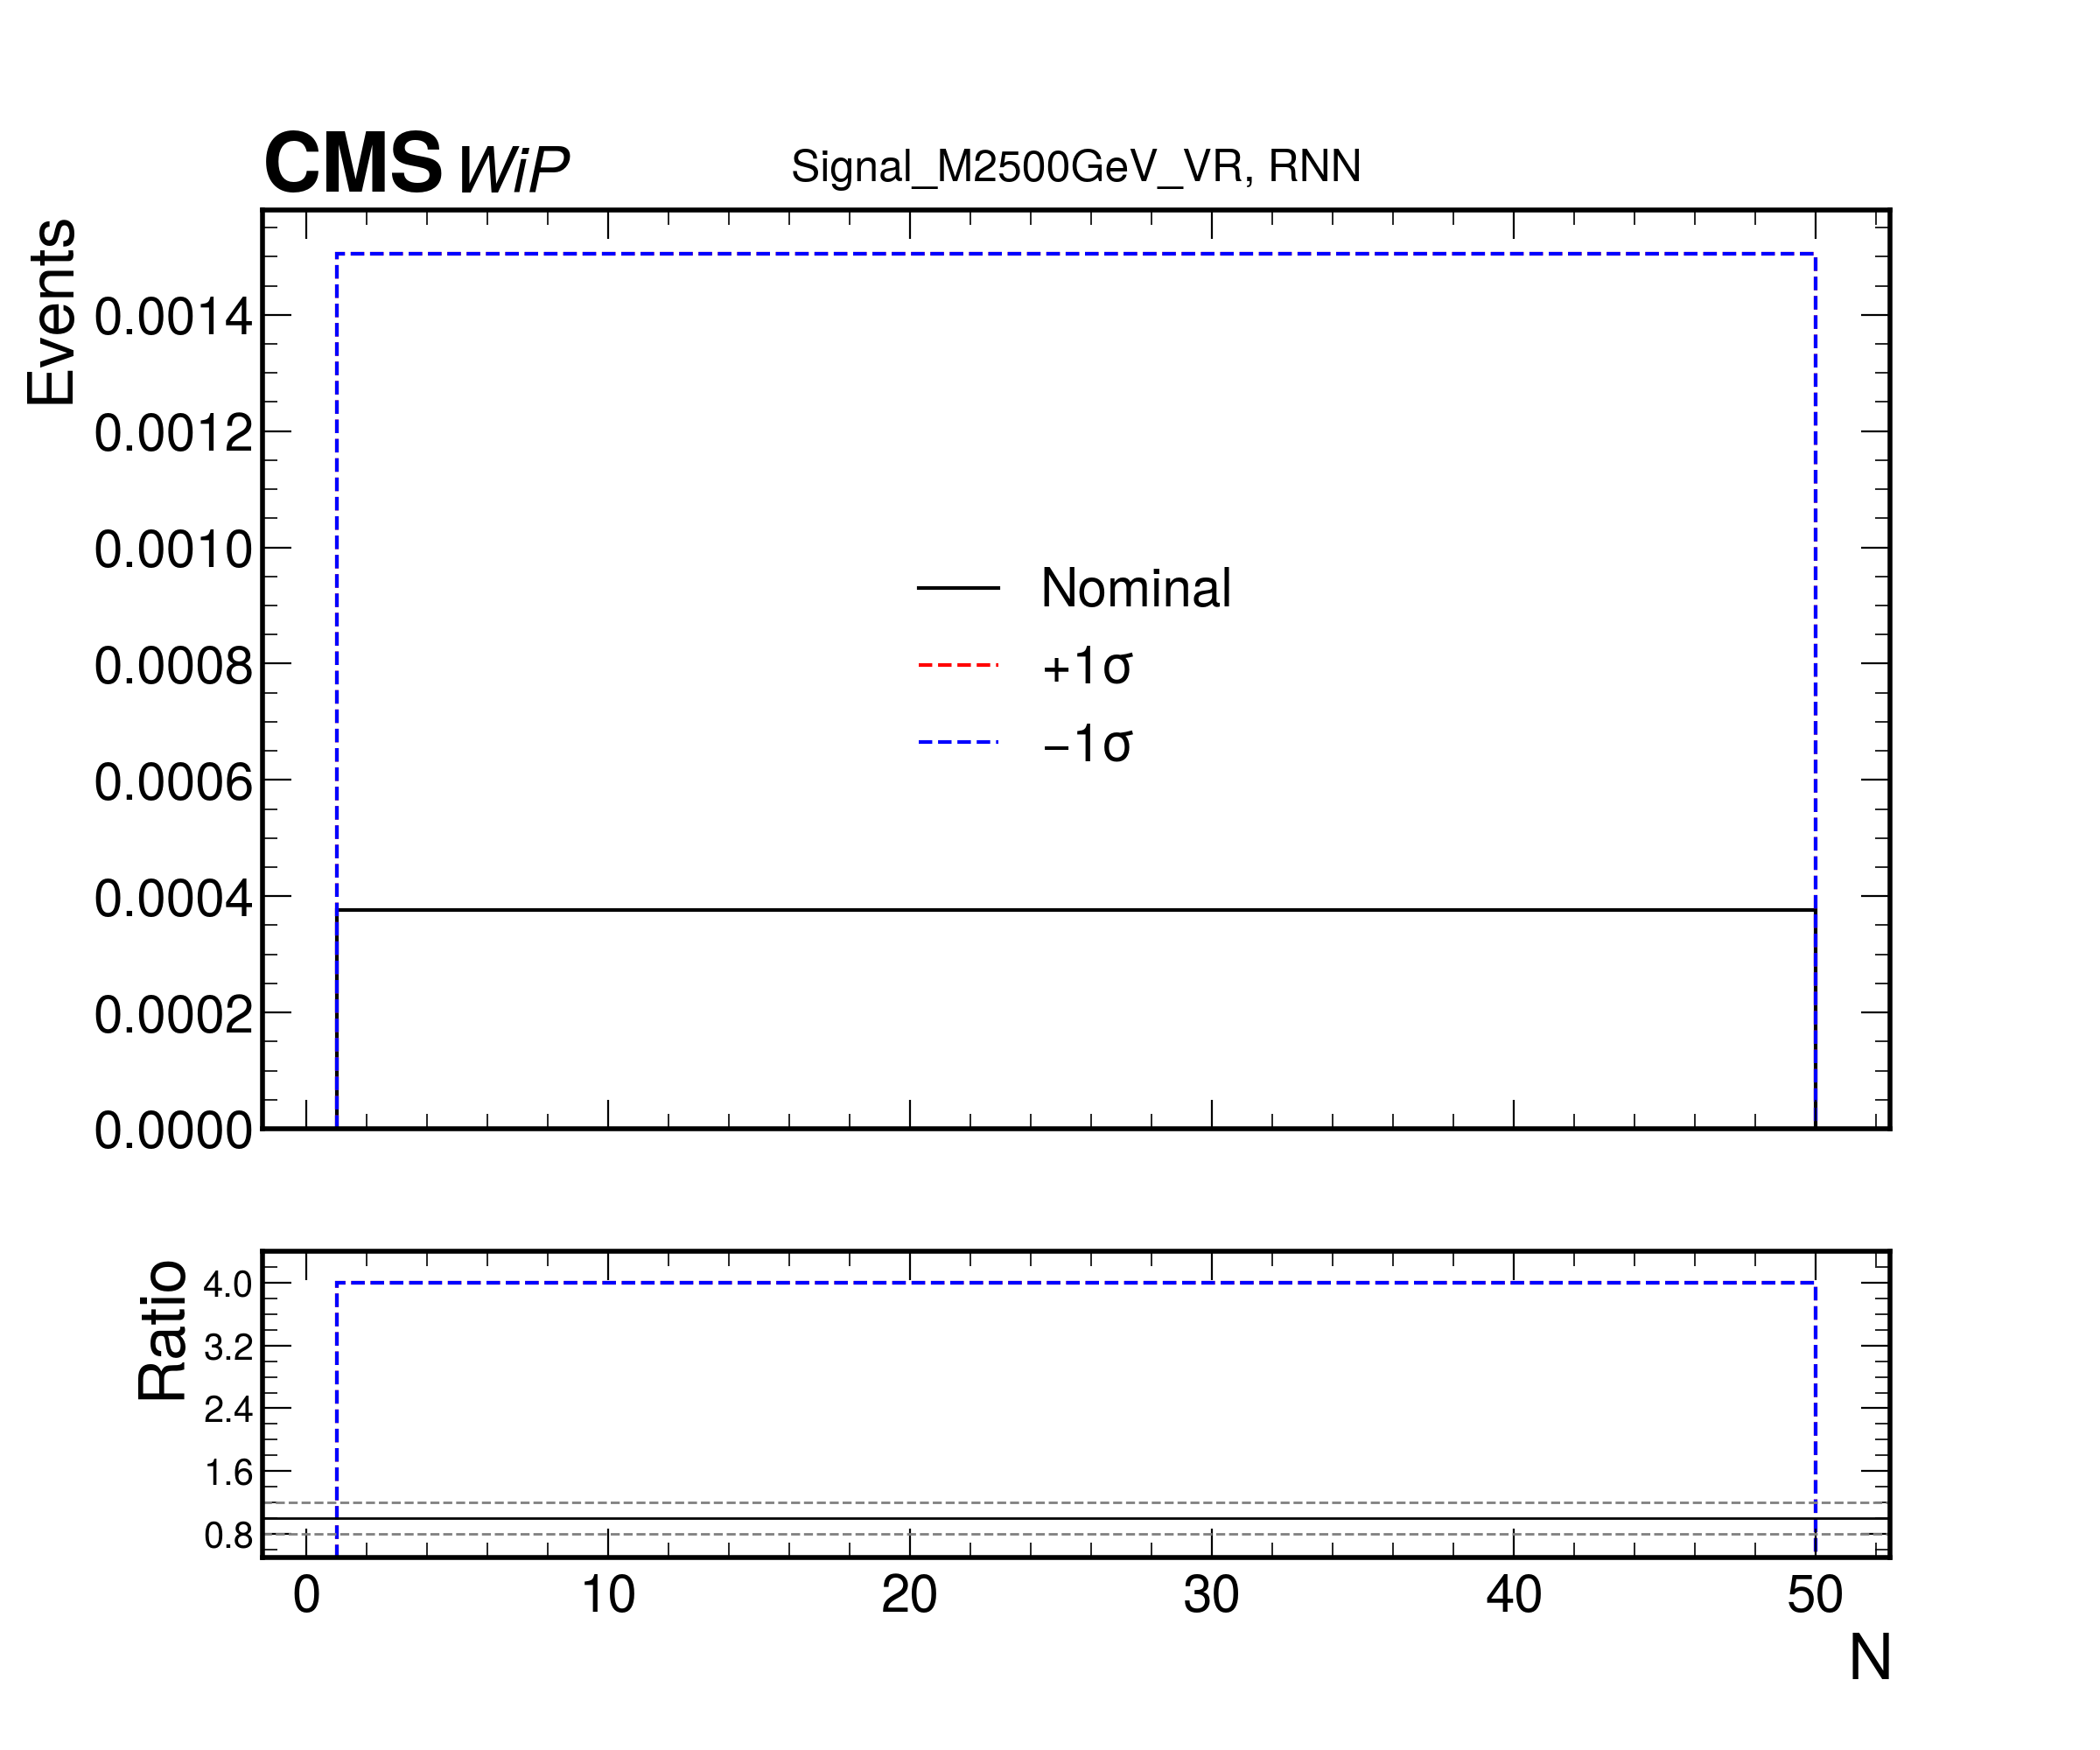 CMS WiP
Signal_M2500GeV_VR, RNN
Events
0.0014
0.0012
0.0010
0.0008
0.0006
0.0004
0.0002
0.0000
Nominal
+1σ
−1σ
Ratio
4.0
3.2
2.4
1.6
0.8
0 10 20 30 40 50
N